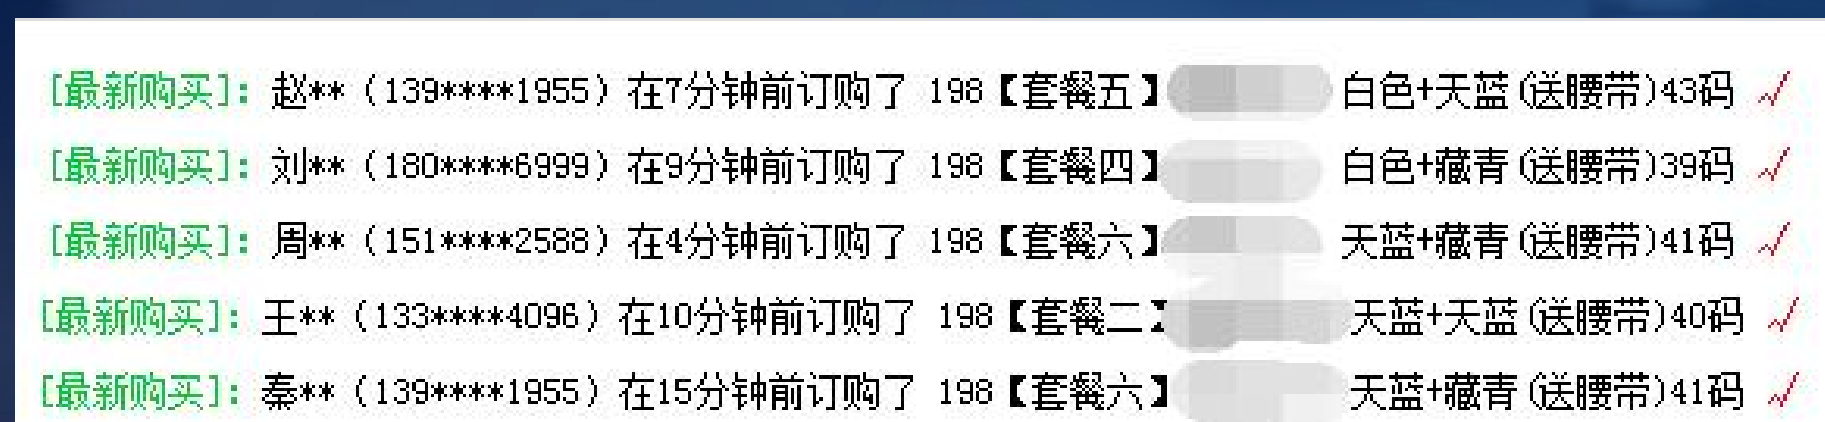 [最新购买]：赵**（139****1955）在7分钟前订购了 198【套餐五】 白色+天蓝(送腰带)43码 √
[最新购买]：刘**（180****6999）在9分钟前订购了 198【套餐四】 白色+藏青(送腰带)39码 √
[最新购买]：周**（151****2588）在4分钟前订购了 198【套餐六】 天蓝+藏青(送腰带)41码 √
[最新购买]：王**（133****4096）在10分钟前订购了 198【套餐二】 天蓝+天蓝(送腰带)40码 √
[最新购买]：秦**（139****1955）在15分钟前订购了 198【套餐六】 天蓝+藏青(送腰带)41码 √